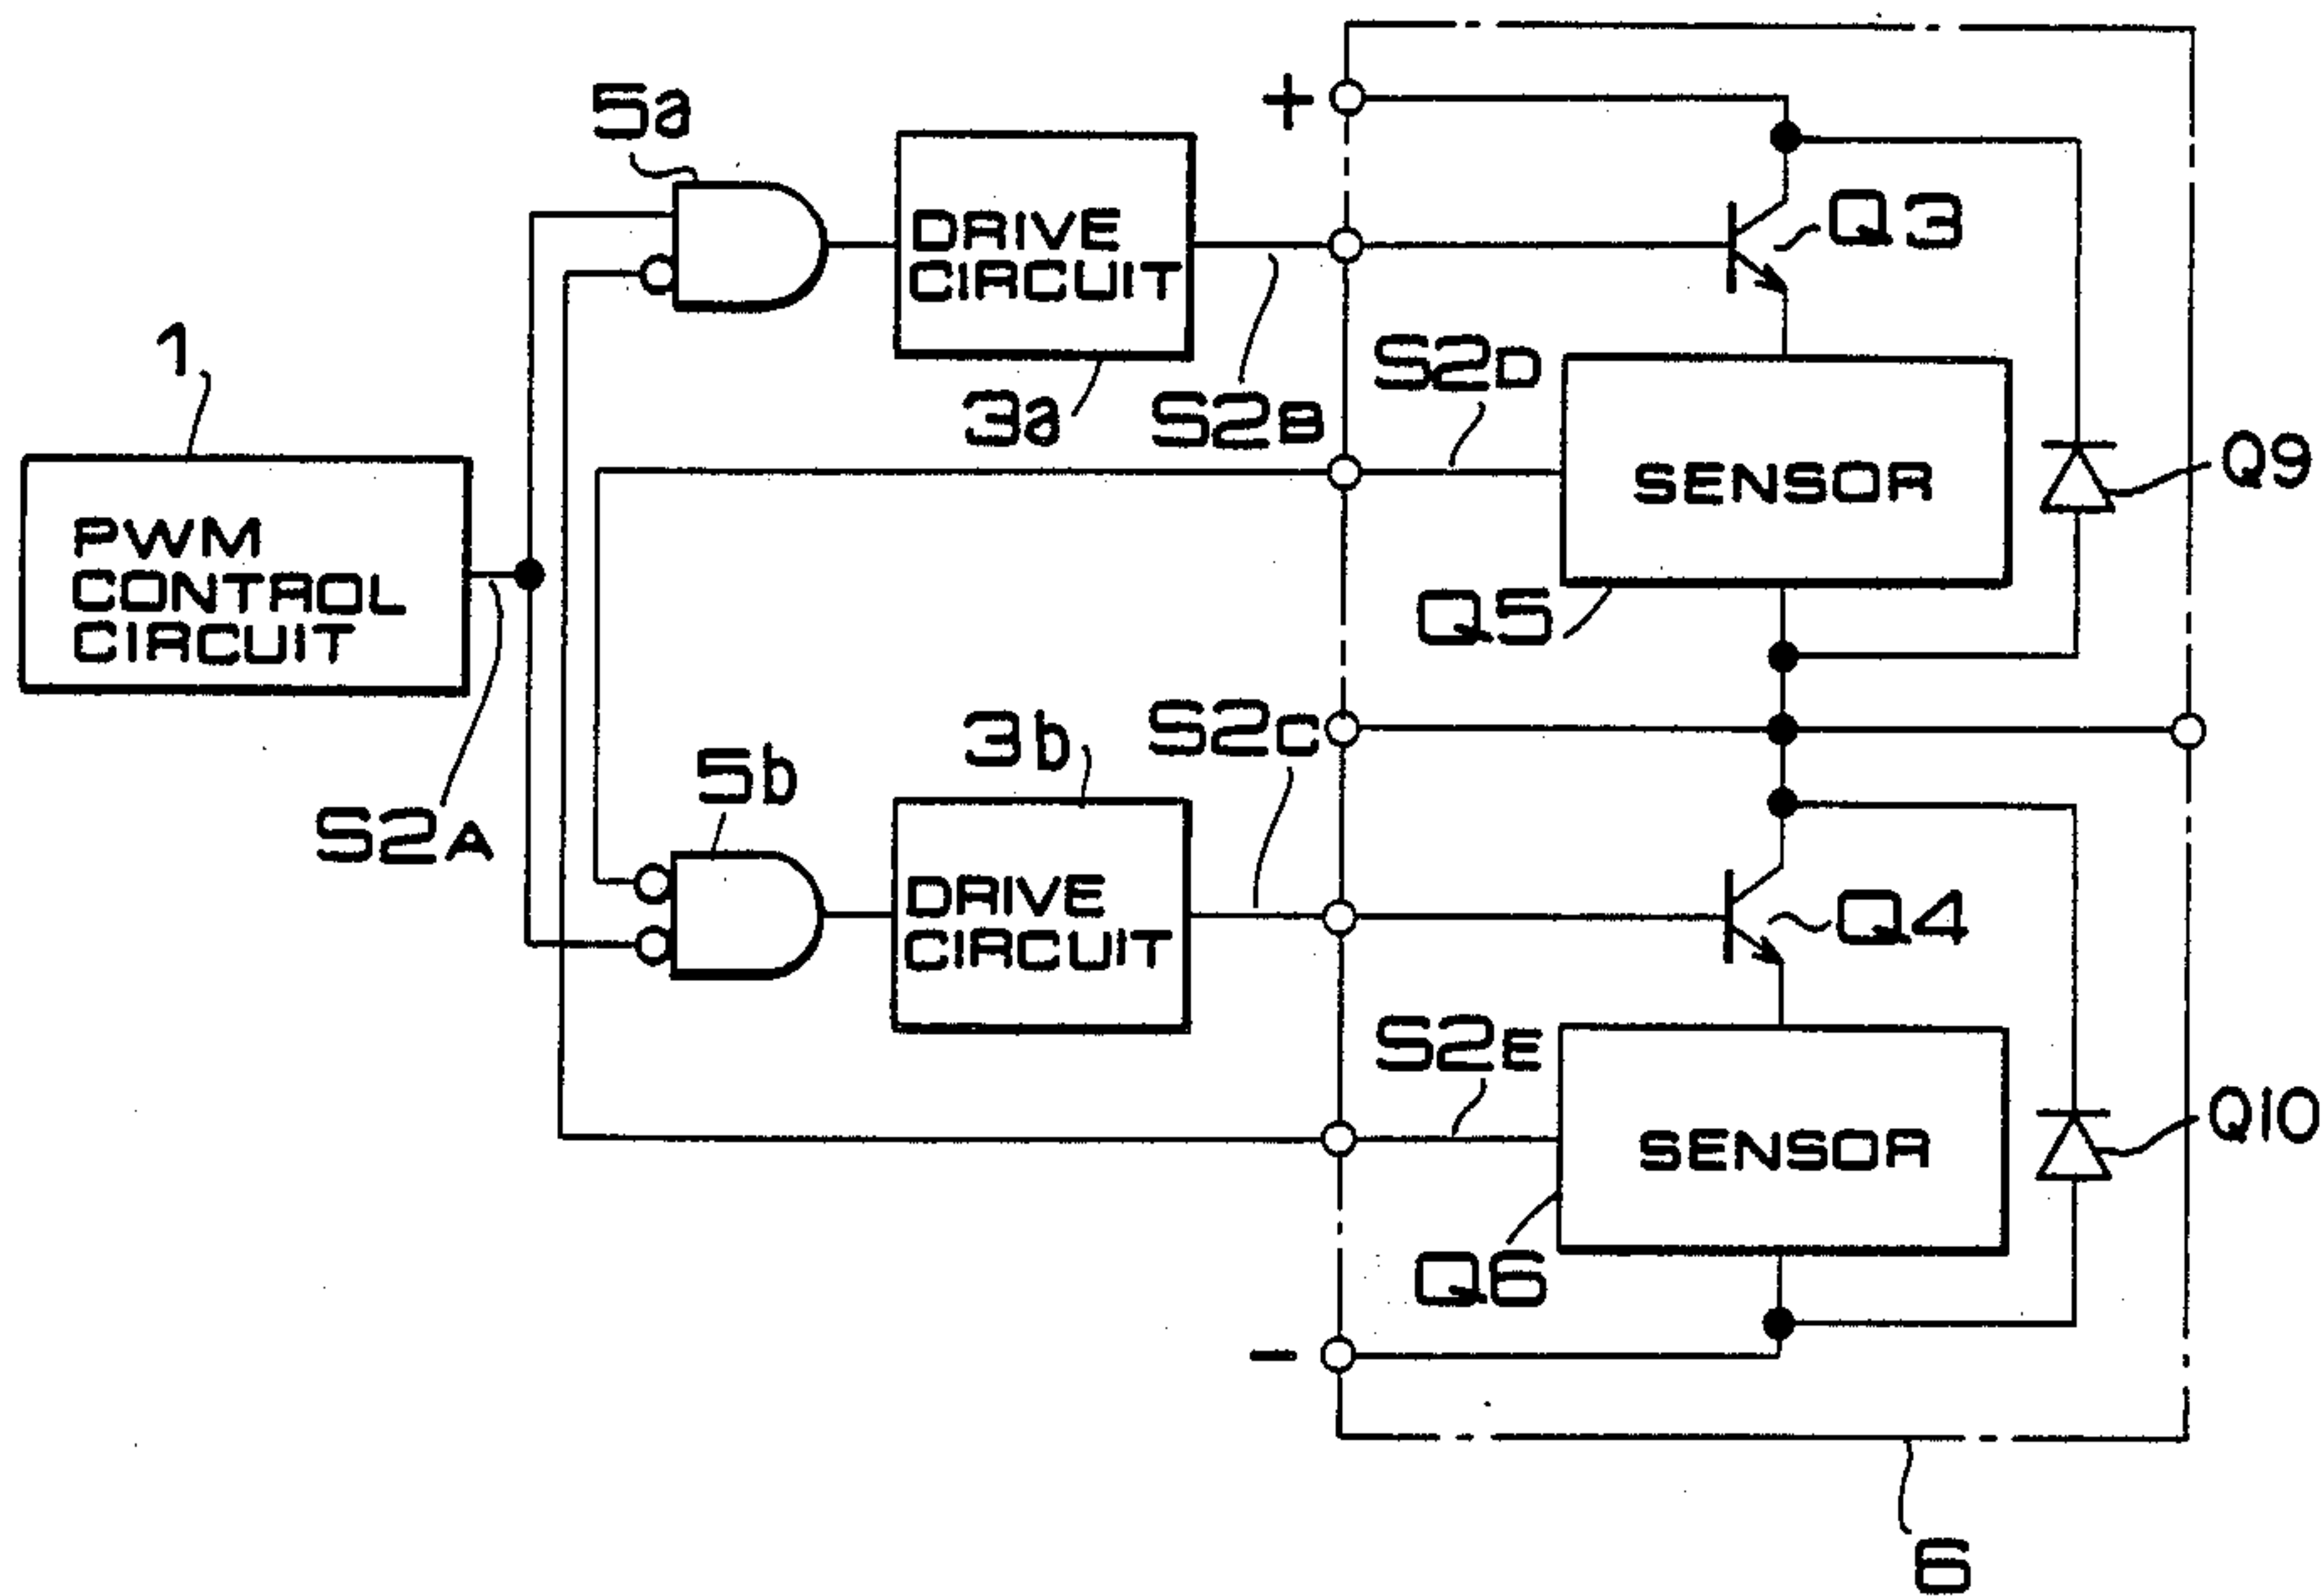 +
5a
DRIVE
CIRCUIT
3a
S2B
Q3
1
PWM
CONTROL
CIRCUIT
S2A
S2D
SENSOR
Q5
Q9
5b
3b
DRIVE
CIRCUIT
S2C
Q4
S2E
SENSOR
Q6
Q10
−
6